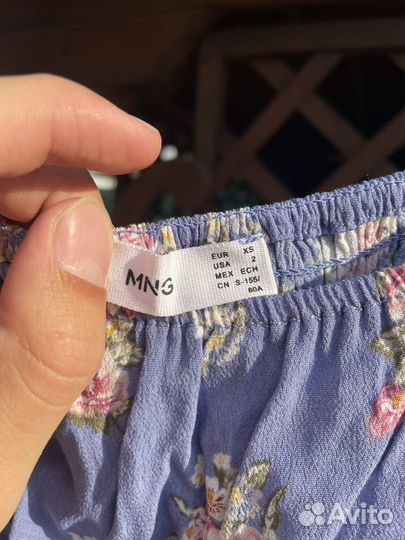 MNG
EUR XS
USA 2
MEX ECH
CN S-155/
80A
Avito